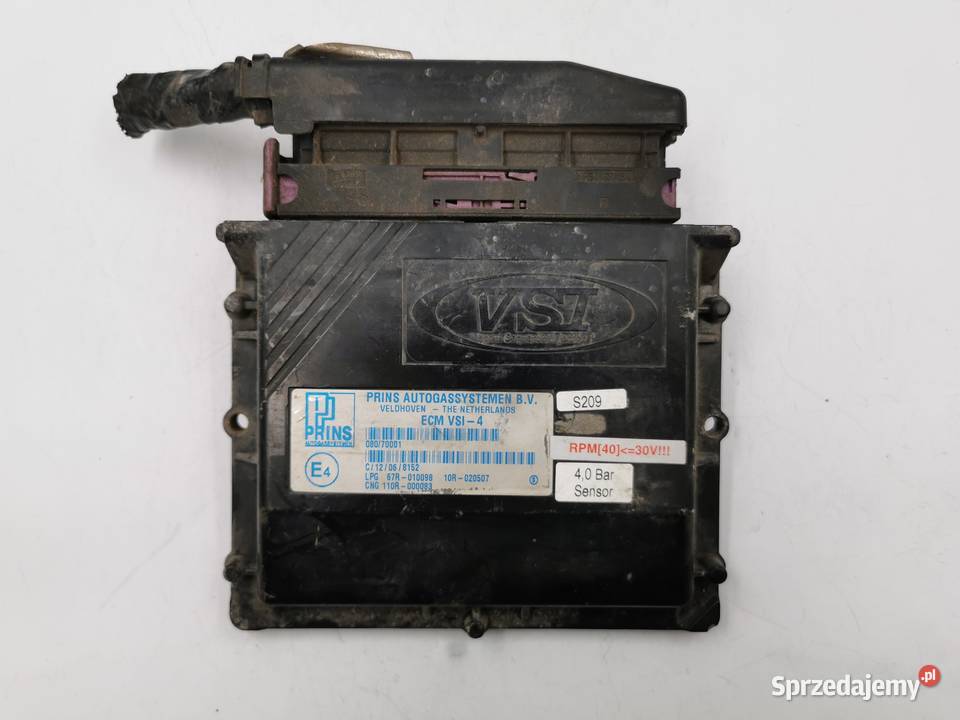 VSI
PRINS AUTOGASSYSTEMEN B.V.
VELDHOVEN - THE NETHERLANDS
ECM VSI-4
PRINS
AUTOGASSYSTEMEN
080/70001
E4
C/12/06/8152
LPG 67R-010098 10R-020507
CNG 110R-000083
S209
RPM[40]<=30V!!!
4,0 Bar
Sensor
Sprzedajemy.pl